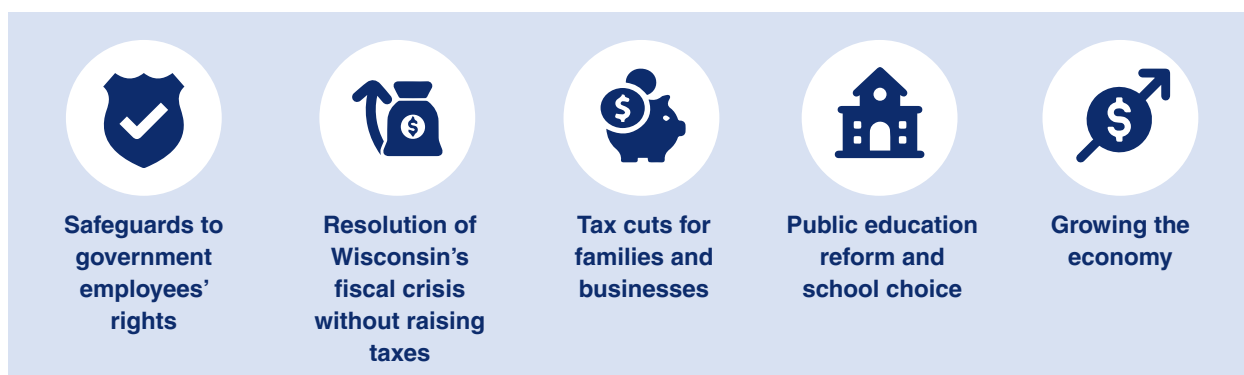 Safeguards to
government
employees’
rights
Resolution of
Wisconsin’s
fiscal crisis
without raising
taxes
Tax cuts for
families and
businesses
Public education
reform and
school choice
Growing the
economy
$
$
$